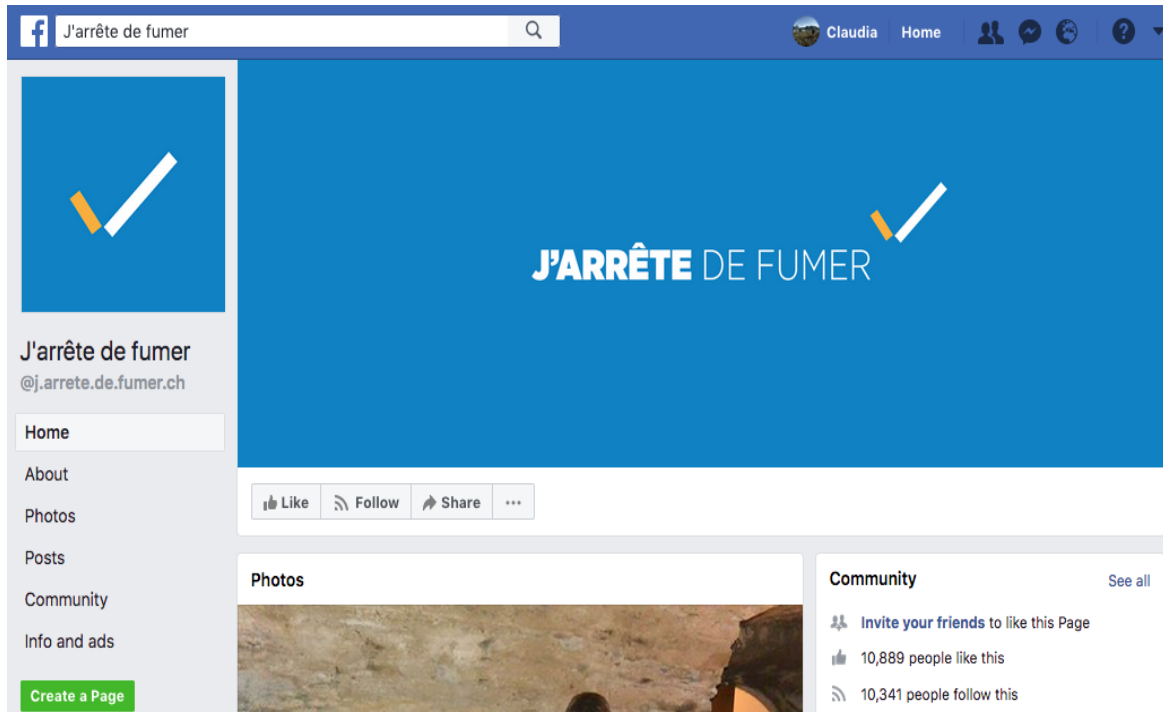 J'arrête de fumer
Claudia Home
J'ARRÊTE DE FUMER
J'arrête de fumer
@j.arrete.de.fumer.ch
Home
About
Photos
Posts
Community
Info and ads
Create a Page
Like Follow Share ...
Photos
Community See all
Invite your friends to like this Page
10,889 people like this
10,341 people follow this